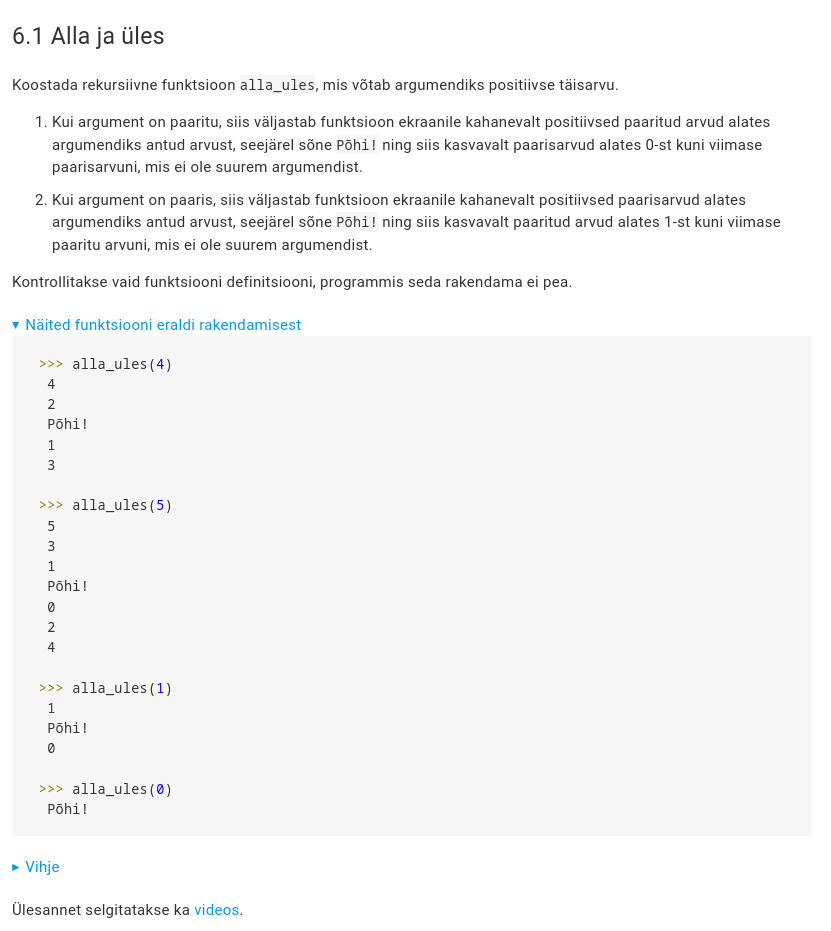 6.1 Alla ja üles
Koostada rekursiivne funktsioon alla_ules, mis võtab argumendiks positiivse täisarvu.
1. Kui argument on paaritu, siis väljastab funktsioon ekraanile kahanevalt positiivsed paaritud arvud alates
argumendiks antud arvust, seejärel sõne Põhi! ning siis kasvavalt paarisarvud alates 0-st kuni viimase
paarisarvuni, mis ei ole suurem argumendist.
2. Kui argument on paaris, siis väljastab funktsioon ekraanile kahanevalt positiivsed paarisarvud alates
argumendiks antud arvust, seejärel sõne Põhi! ning siis kasvavalt paaritud arvud alates 1-st kuni viimase
paaritu arvuni, mis ei ole suurem argumendist.
Kontrollitakse vaid funktsiooni definitsiooni, programmis seda rakendama ei pea.
▼ Näited funktsiooni eraldi rakendamisest
>>> alla_ules(4)
4
2
Põhi!
1
3
>>> alla_ules(5)
5
3
1
Põhi!
0
2
4
>>> alla_ules(1)
1
Põhi!
0
>>> alla_ules(0)
Põhi!
► Vihje
Ülesannet selgitatakse ka videos.